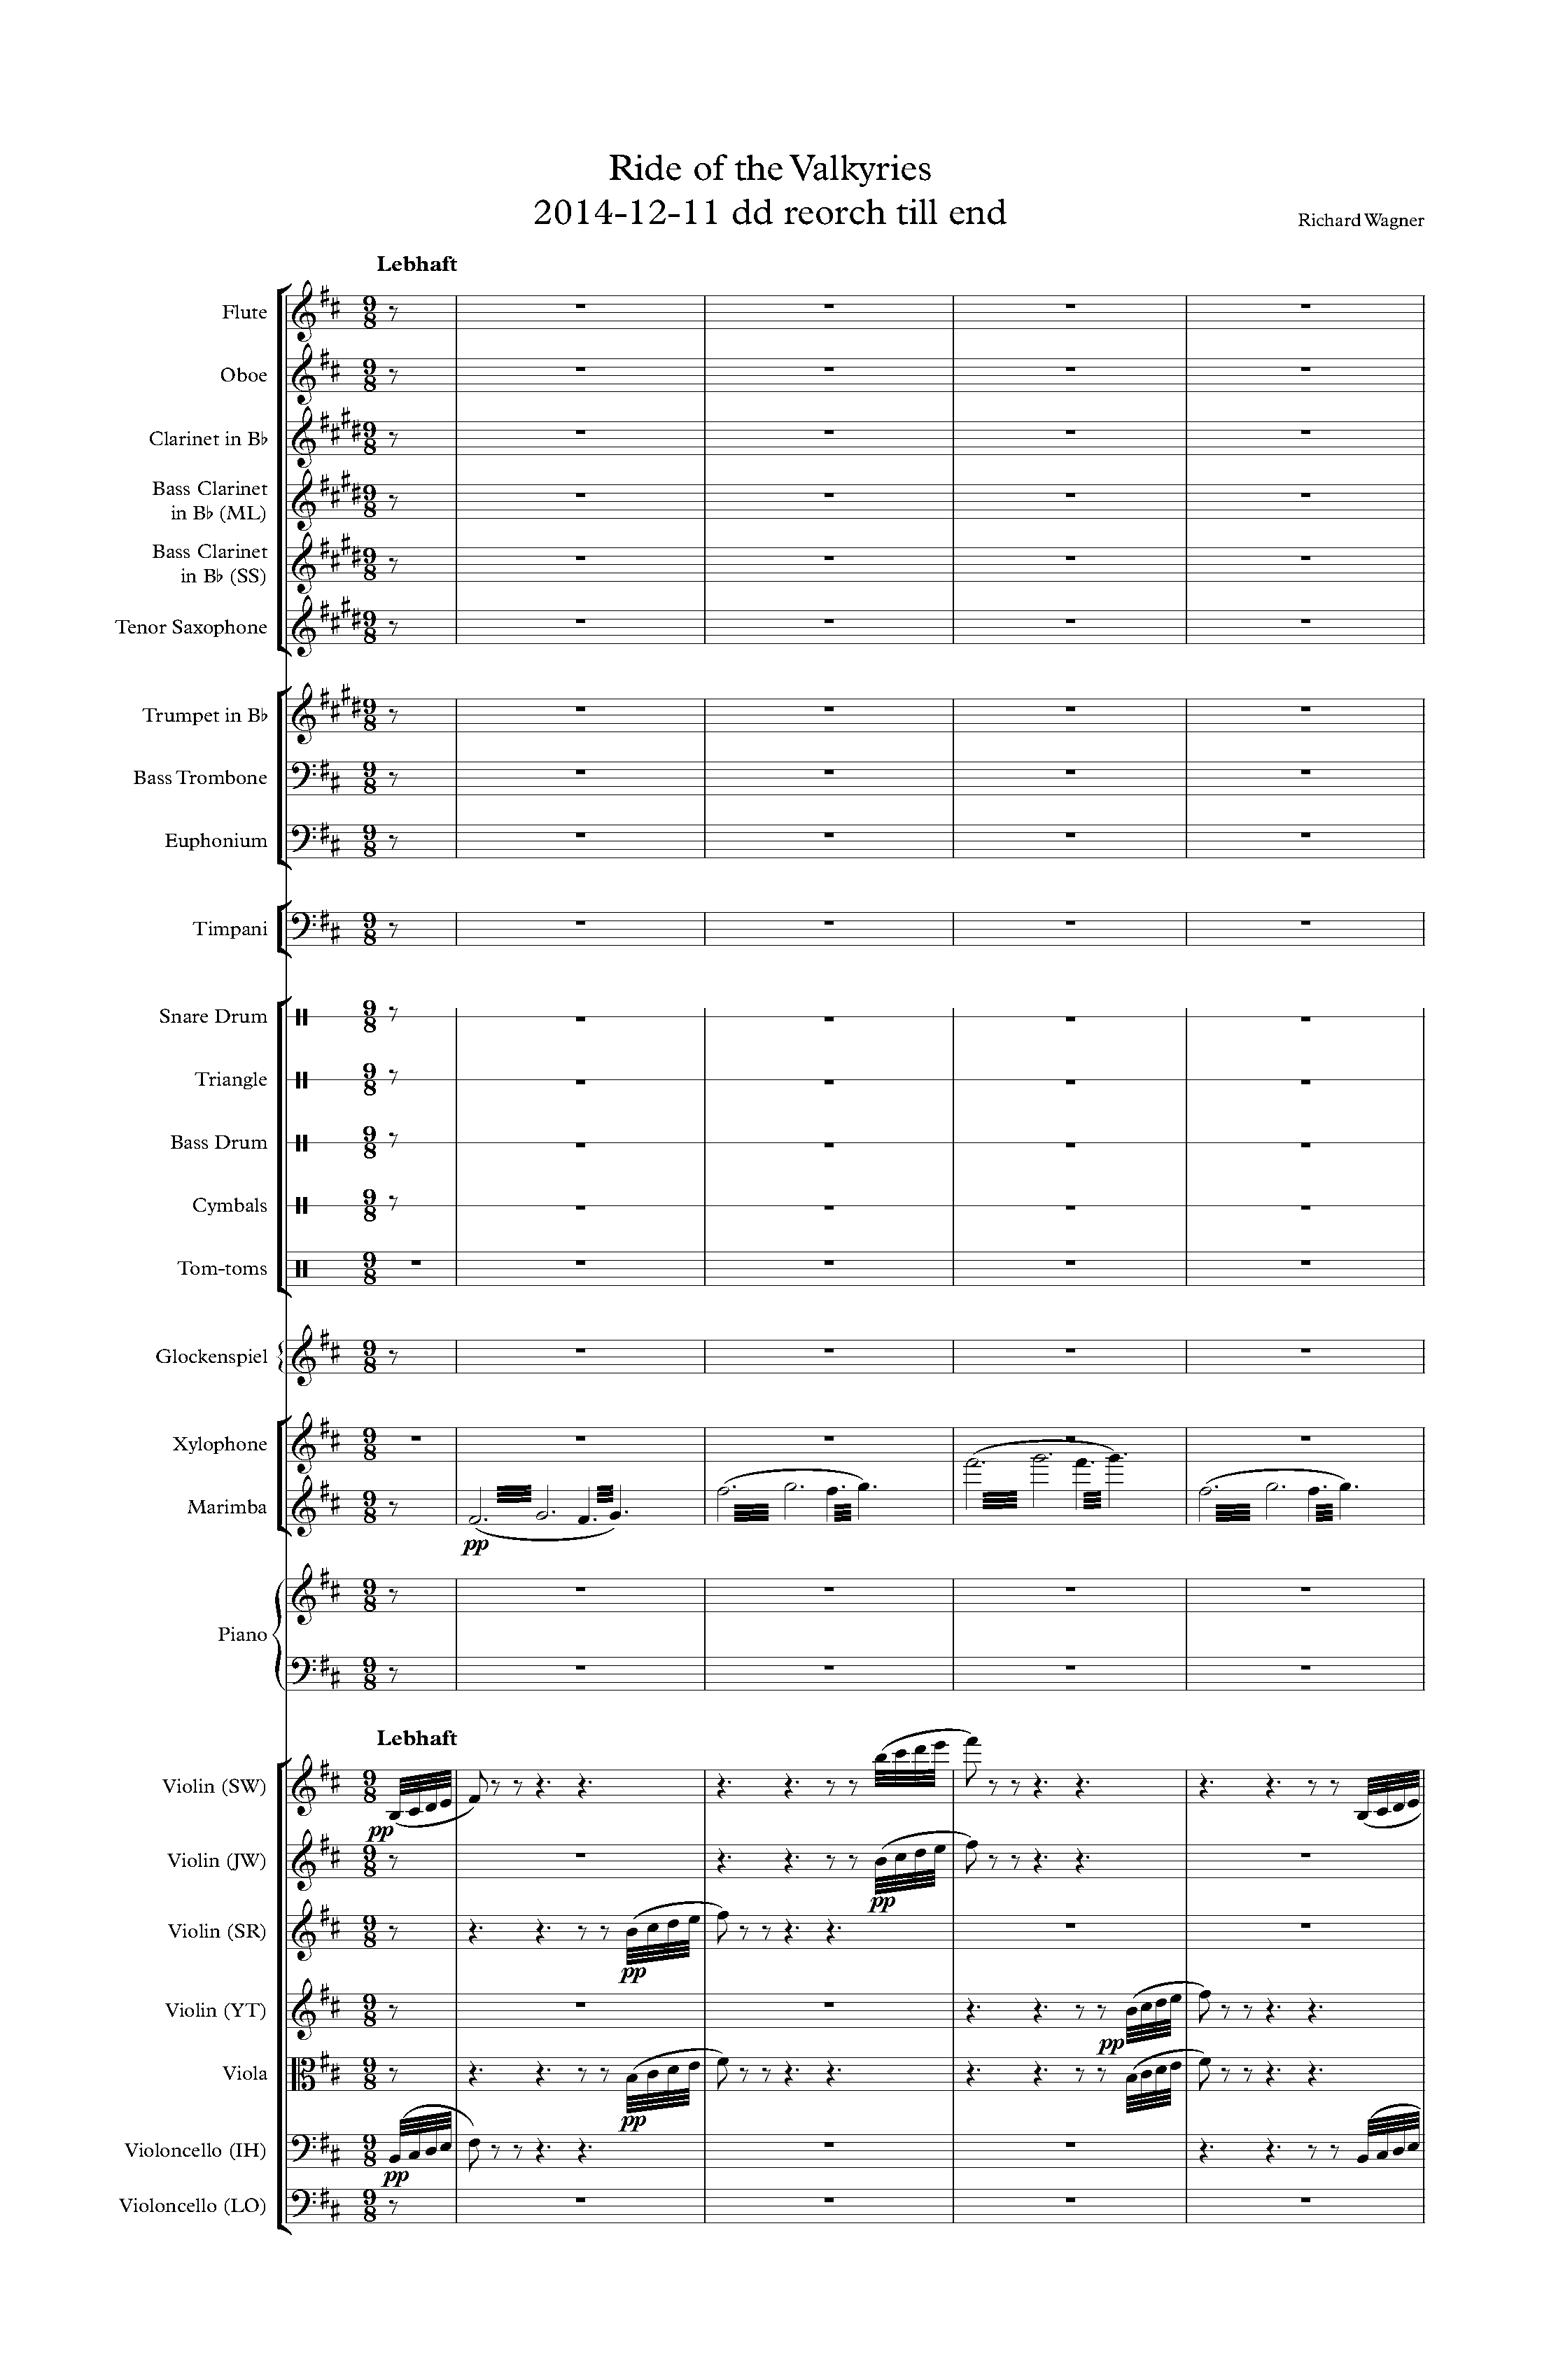 Ride of the Valkyries
2014-12-11 dd reorch till end
Richard Wagner
Lebhaft
Flute
Oboe
Clarinet in B♭
Bass Clarinet
in B♭ (ML)
Bass Clarinet
in B♭ (SS)
Tenor Saxophone
Trumpet in B♭
Bass Trombone
Euphonium
Timpani
Snare Drum
Triangle
Bass Drum
Cymbals
Tom-toms
Glockenspiel
Xylophone
Marimba
pp
Piano
Lebhaft
Violin (SW)
pp
Violin (JW)
pp
Violin (SR)
pp
Violin (YT)
pp
Viola
pp
Violoncello (IH)
pp
Violoncello (LO)